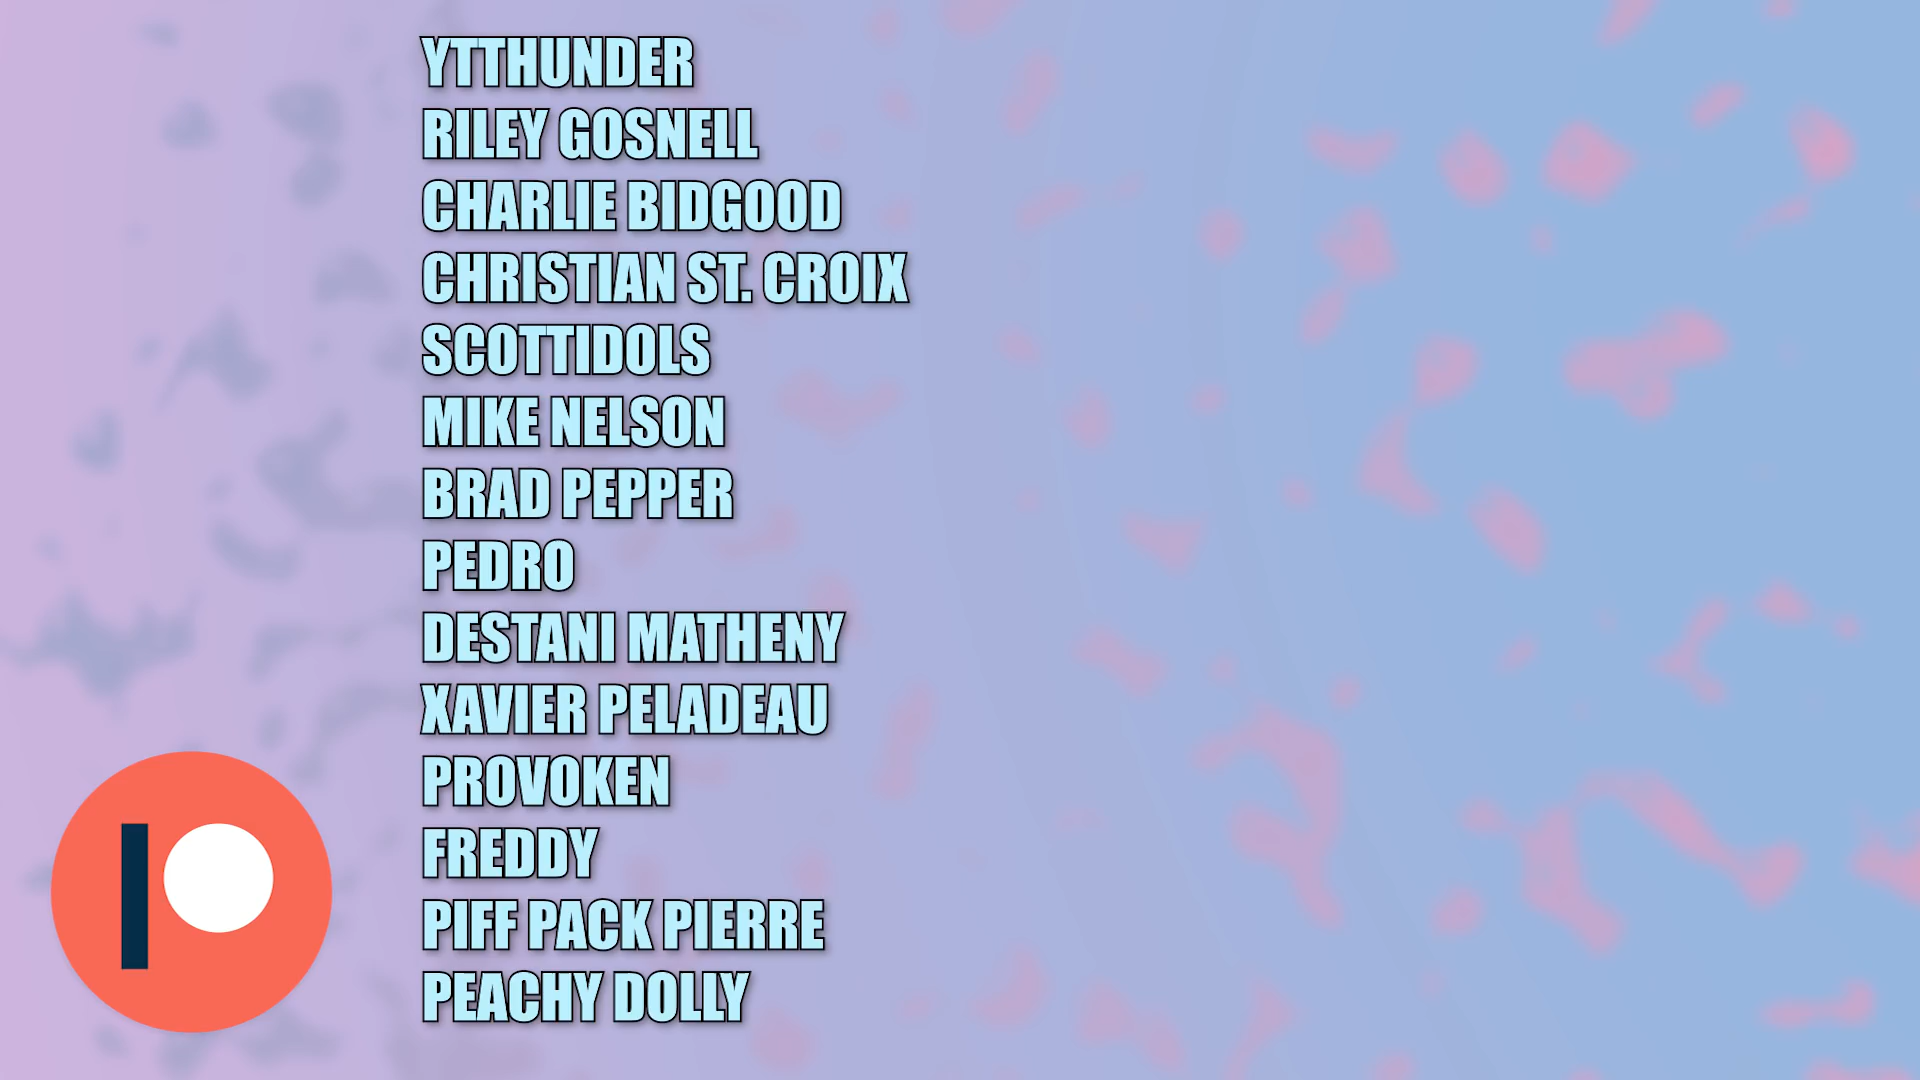 YTTHUNDER
RILEY GOSNELL
CHARLIE BIDGOOD
CHRISTIAN ST. CROIX
SCOTTIDOLS
MIKE NELSON
BRAD PEPPER
PEDRO
DESTANI MATHENY
XAVIER PELADEAU
PROVOKEN
FREDDY
PIFF PACK PIERRE
PEACHY DOLLY